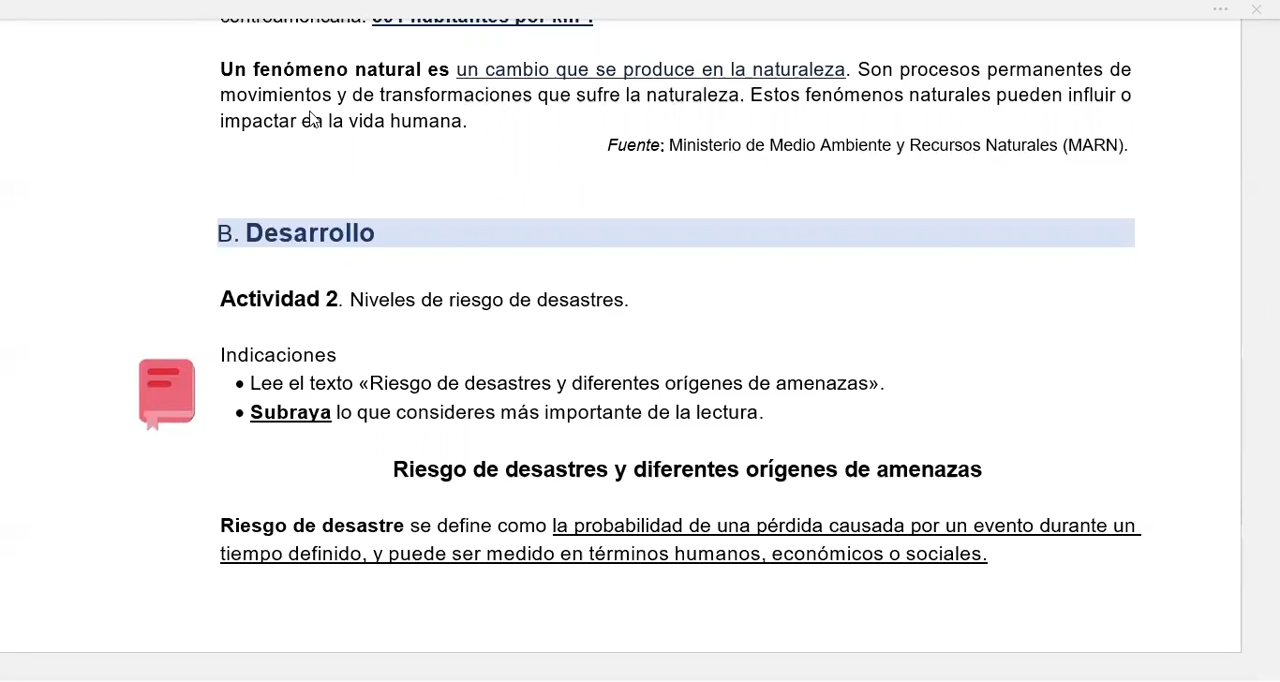 Un fenómeno natural es un cambio que se produce en la naturaleza. Son procesos permanentes de
movimientos y de transformaciones que sufre la naturaleza. Estos fenómenos naturales pueden influir o
impactar en la vida humana.
Fuente: Ministerio de Medio Ambiente y Recursos Naturales (MARN).
B. Desarrollo
Actividad 2. Niveles de riesgo de desastres.
Indicaciones
• Lee el texto «Riesgo de desastres y diferentes orígenes de amenazas».
• Subraya lo que consideres más importante de la lectura.
Riesgo de desastres y diferentes orígenes de amenazas
Riesgo de desastre se define como la probabilidad de una pérdida causada por un evento durante un
tiempo definido, y puede ser medido en términos humanos, económicos o sociales.